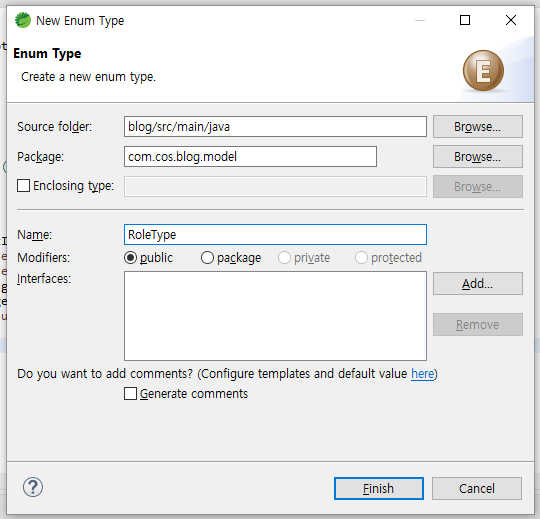 New Enum Type
Enum Type
Create a new enum type.
E
Source folder: blog/src/main/java Browse...
Package: com.cos.blog.model Browse...
Enclosing type: Browse...
Name: RoleType
Modifiers: public package private protected
Interfaces: Add...
Remove
Do you want to add comments? (Configure templates and default value here)
Generate comments
? Finish Cancel